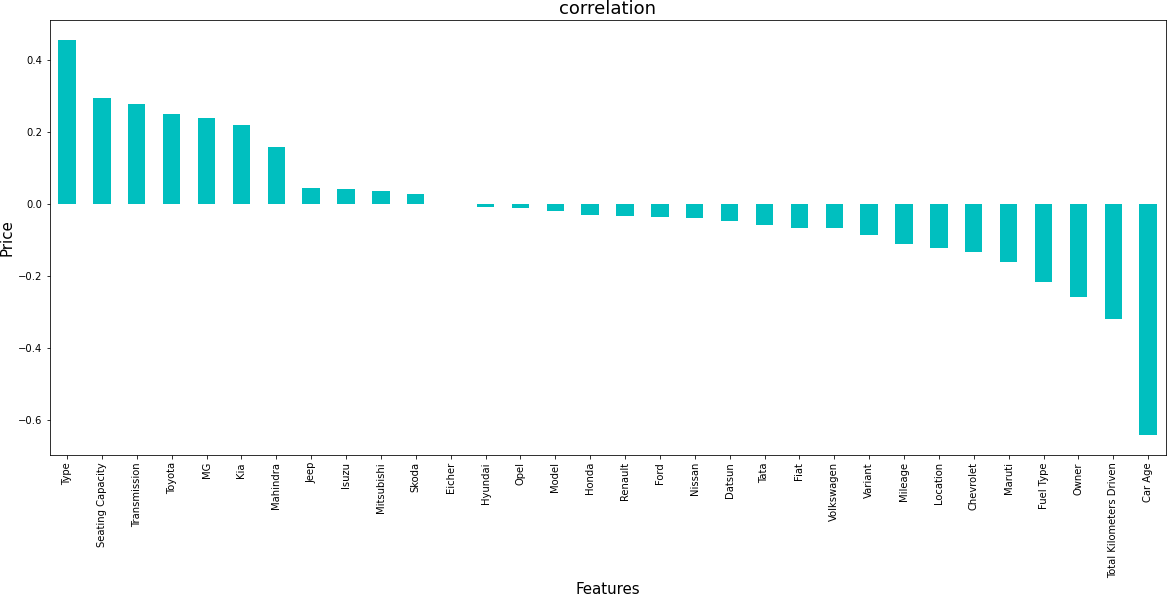 correlation
Price
0.4
0.2
0.0
−0.2
−0.4
−0.6
Type
Seating Capacity
Transmission
Toyota
MG
Kia
Mahindra
Jeep
Isuzu
Mitsubishi
Skoda
Eicher
Hyundai
Opel
Model
Honda
Renault
Ford
Nissan
Datsun
Tata
Fiat
Volkswagen
Variant
Mileage
Location
Chevrolet
Maruti
Fuel Type
Owner
Total Kilometers Driven
Car Age
Features